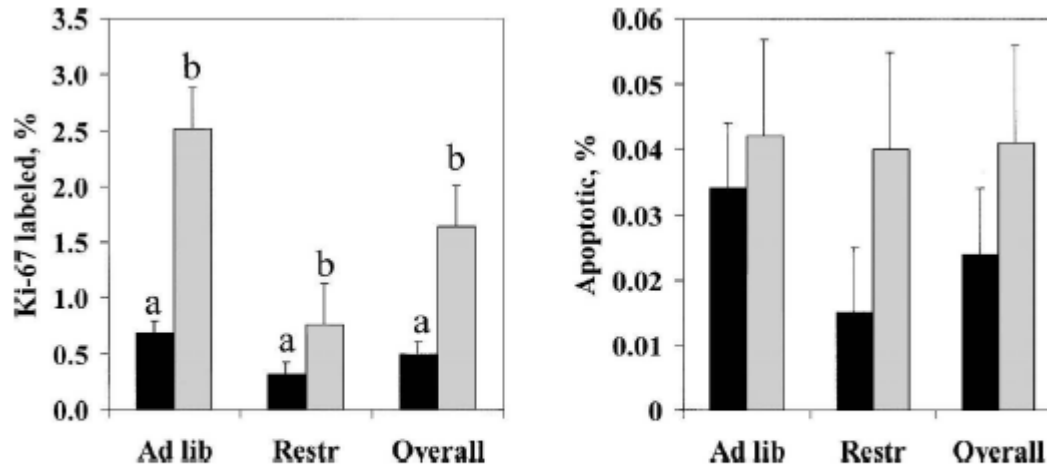 3.5
3.0
2.5
2.0
1.5
1.0
0.5
0.0
Ki-67 labeled, %
a
b
a
b
a
b
Ad lib
Restr
Overall
0.06
0.05
0.04
0.03
0.02
0.01
0
Apoptotic, %
Ad lib
Restr
Overall